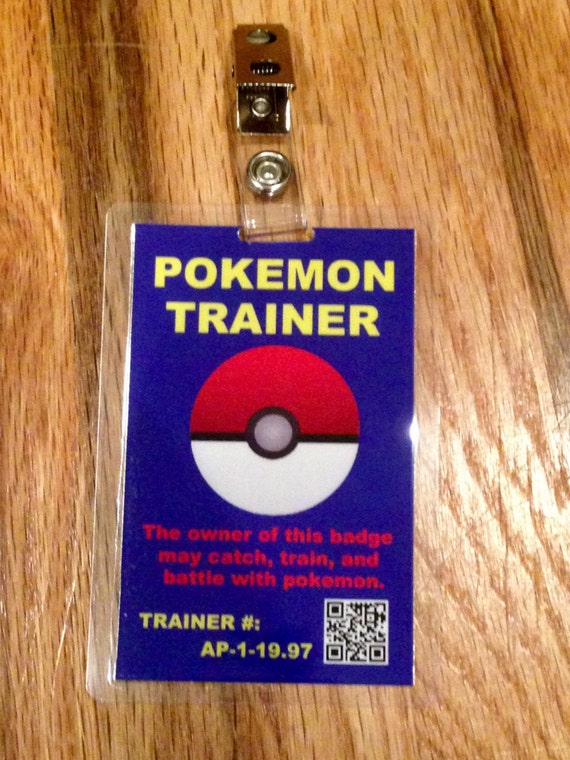 POKEMON
TRAINER
The owner of this badge
may catch, train, and
battle with pokemon.
TRAINER #:
AP-1-19.97